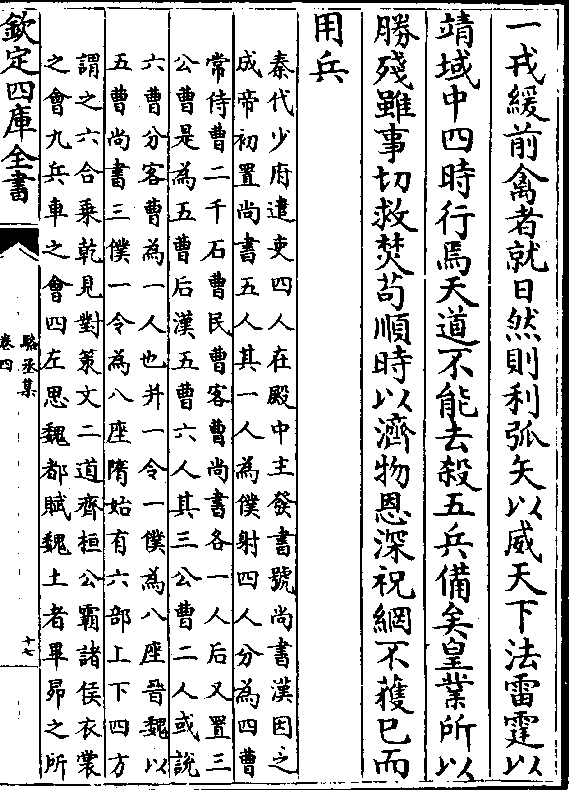 一戎緩前禽者就日然則利弧矢以威天下法雷霆以
靖域中四時行焉天道不能去殺五兵備矣皇業所以
勝殘雖事切救焚苟順時以濟物恩深祝網不獲已而
用兵
秦代少府遣吏四人在殿中主發書號尚書漢因之
成帝初置尚書五人其一人為僕射四人分為四曹
常侍曹二千石曹民曹客曹尚書各一人后又置三
公曹是為五曹后漢五曹六人其三公曹二人或說
六曹分客曹為一人也并一令一僕為八座晉魏以
五曹尚書三僕一令為八座隋始有六部上下四方
謂之六合乘乾見對策文二道齊桓公霸諸侯衣裳
之會九兵車之會四左思魏都賦魏土者畢昴之所
欽定四庫全書
駱丞集
卷四
十七